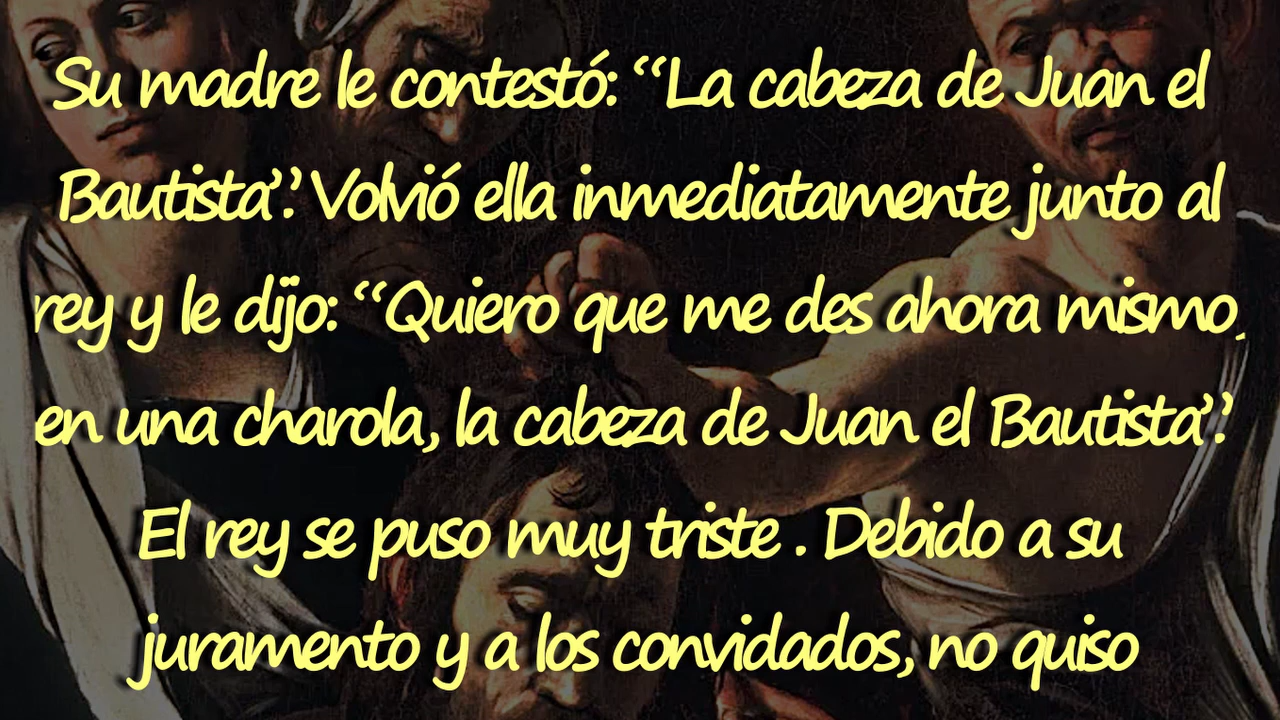 Su madre le contestó: “La cabeza de Juan el
Bautista”. Volvió ella inmediatamente junto al
rey y le dijo: “Quiero que me des ahora mismo,
en una charola, la cabeza de Juan el Bautista”.
El rey se puso muy triste . Debido a su
juramento y a los convidados, no quiso